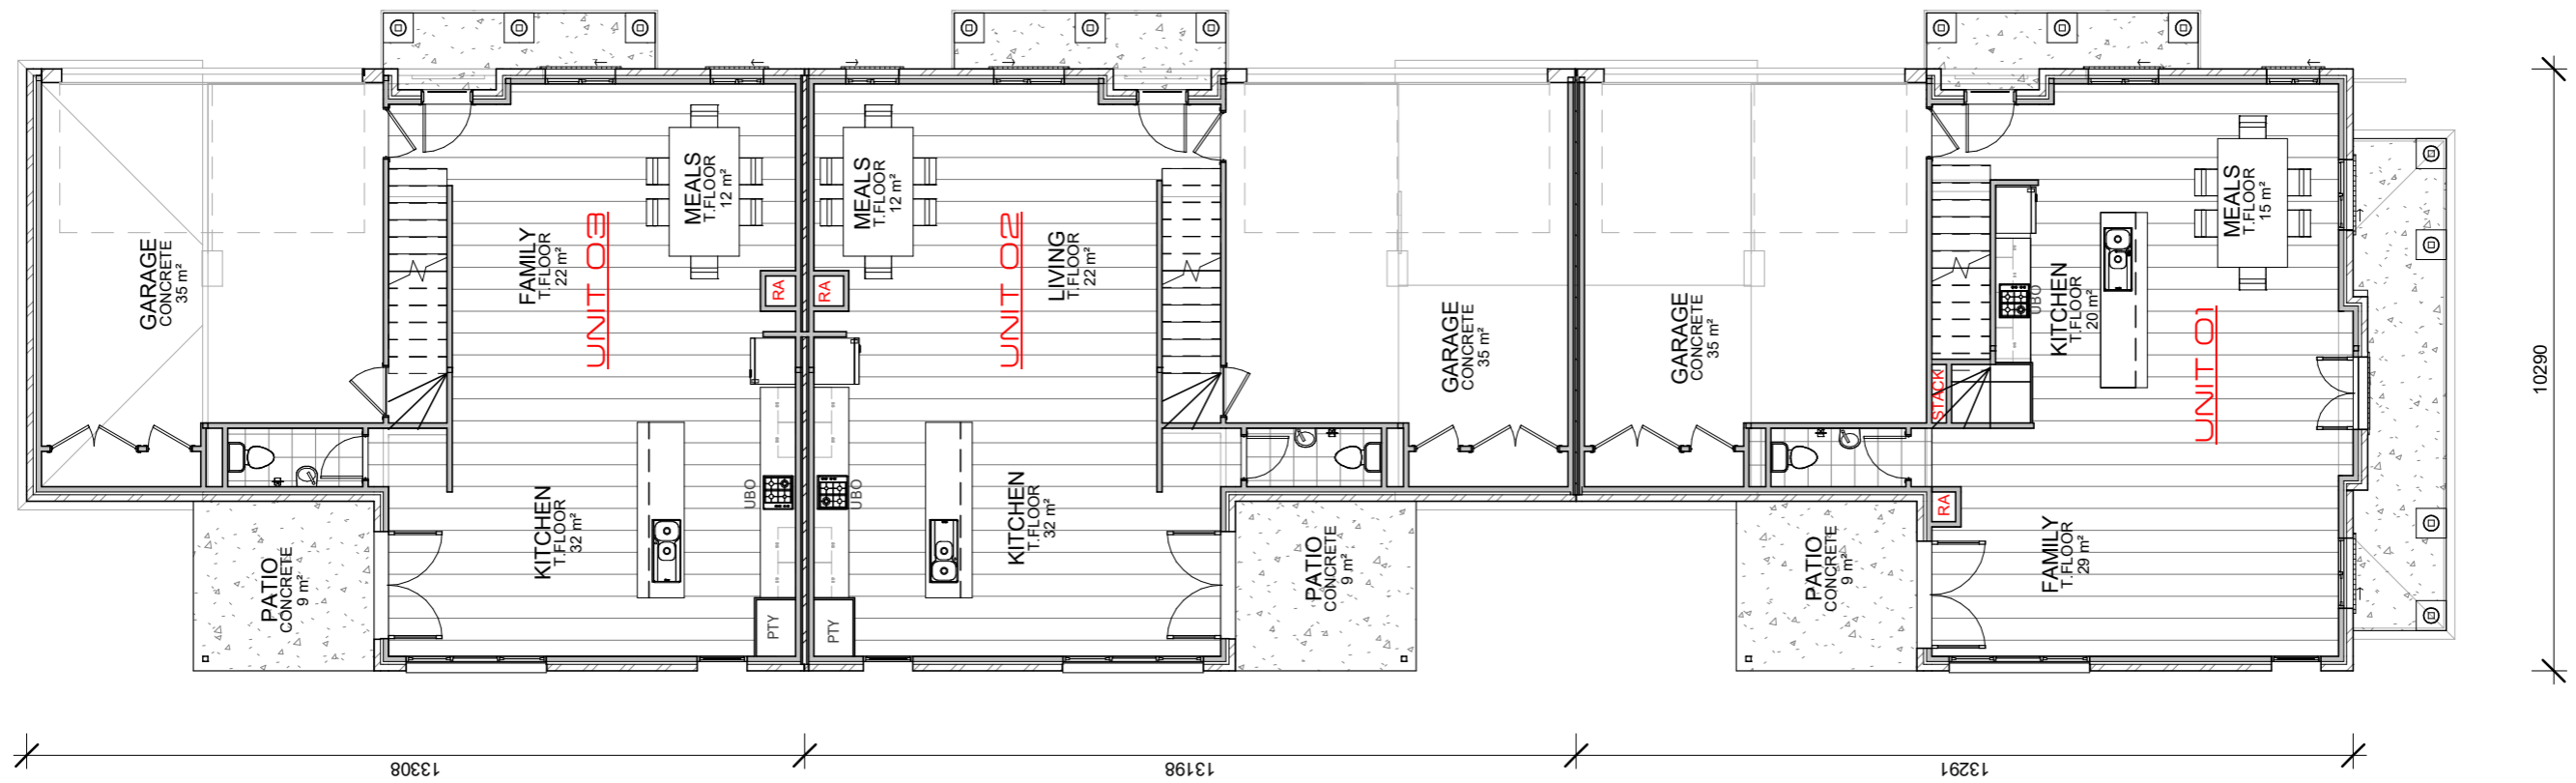 GARAGE
CONCRETE
35 m²
PATIO
CONCRETE
9 m²
FAMILY
T.FLOOR
22 m²
UNIT 03
MEALS
T.FLOOR
12 m²
RA
KITCHEN
T.FLOOR
32 m²
UBO
PTY
MEALS
T.FLOOR
12 m²
RA
UNIT 02
LIVING
T.FLOOR
22 m²
UBO
PTY
KITCHEN
T.FLOOR
32 m²
PATIO
CONCRETE
9 m²
GARAGE
CONCRETE
35 m²
GARAGE
CONCRETE
35 m²
PATIO
CONCRETE
9 m²
STACK
RA
UBO
KITCHEN
T.FLOOR
20 m²
FAMILY
T.FLOOR
29 m²
UNIT 01
MEALS
T.FLOOR
15 m²
10290
13308
13198
13291